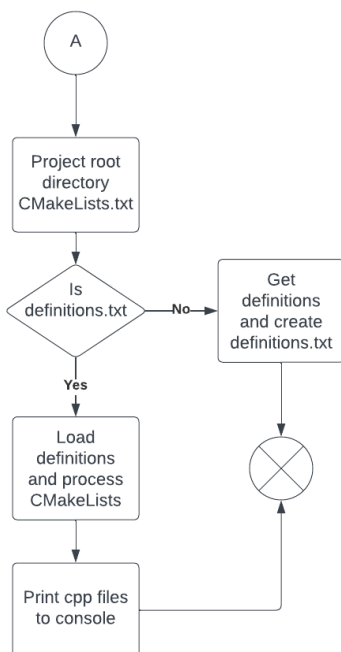 A
Project root
directory
CMakeLists.txt
Is
definitions.txt
No
Get
definitions
and create
definitions.txt
Yes
Load
definitions
and process
CMakeLists
Print cpp files
to console